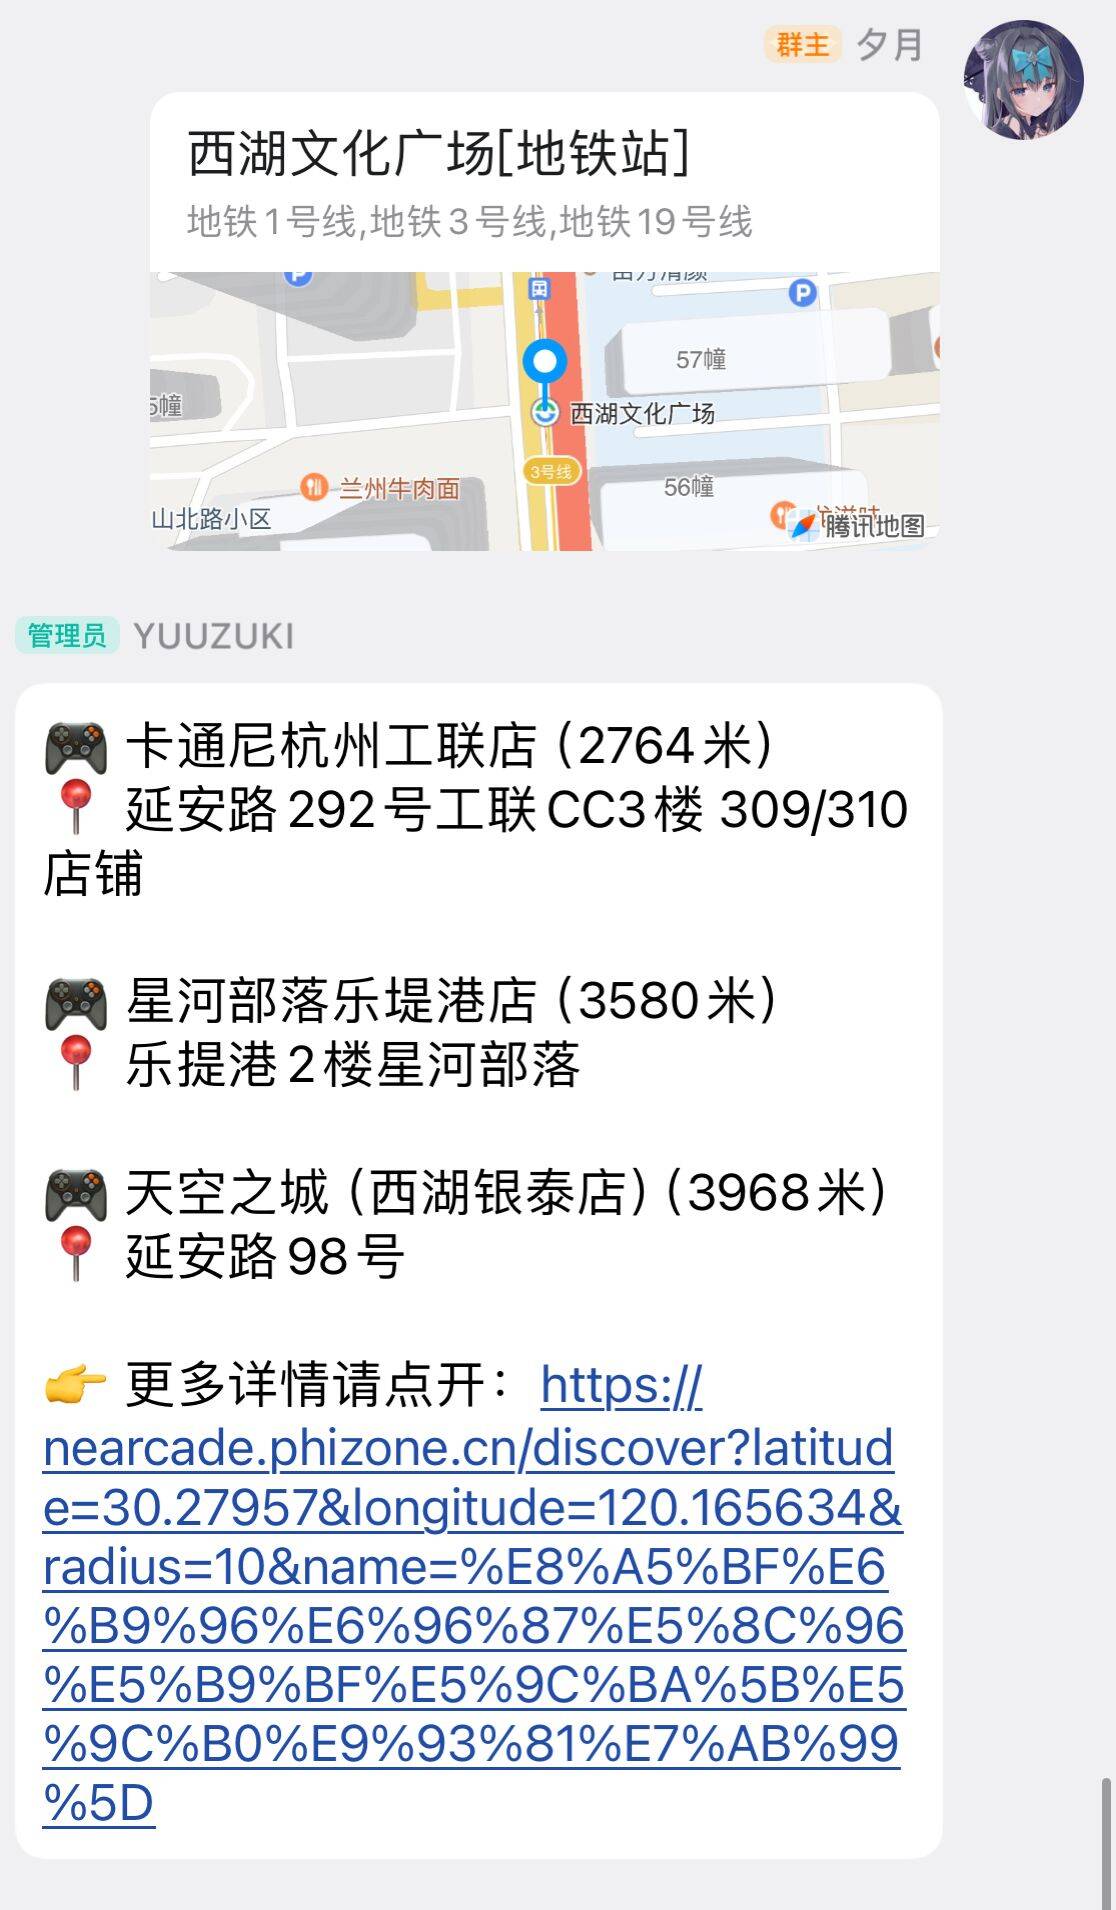 群主 夕月
西湖文化广场[地铁站]
地铁1号线,地铁3号线,地铁19号线
P
P
57幢
5幢
西湖文化广场
3号线
56幢
兰州牛肉面
山北路小区
腾讯地图
管理员 YUUZUKI
🎮 卡通尼杭州工联店（2764米）
📍 延安路292号工联CC3楼 309/310
店铺
🎮 星河部落乐堤港店（3580米）
📍 乐提港2楼星河部落
🎮 天空之城（西湖银泰店）（3968米）
📍 延安路98号
👉 更多详情请点开：https://
nearcade.phizone.cn/discover?latitud
e=30.27957&longitude=120.165634&
radius=10&name=%E8%A5%BF%E6
%B9%96%E6%96%87%E5%8C%96
%E5%B9%BF%E5%9C%BA%5B%E5
%9C%B0%E9%93%81%E7%AB%99
%5D